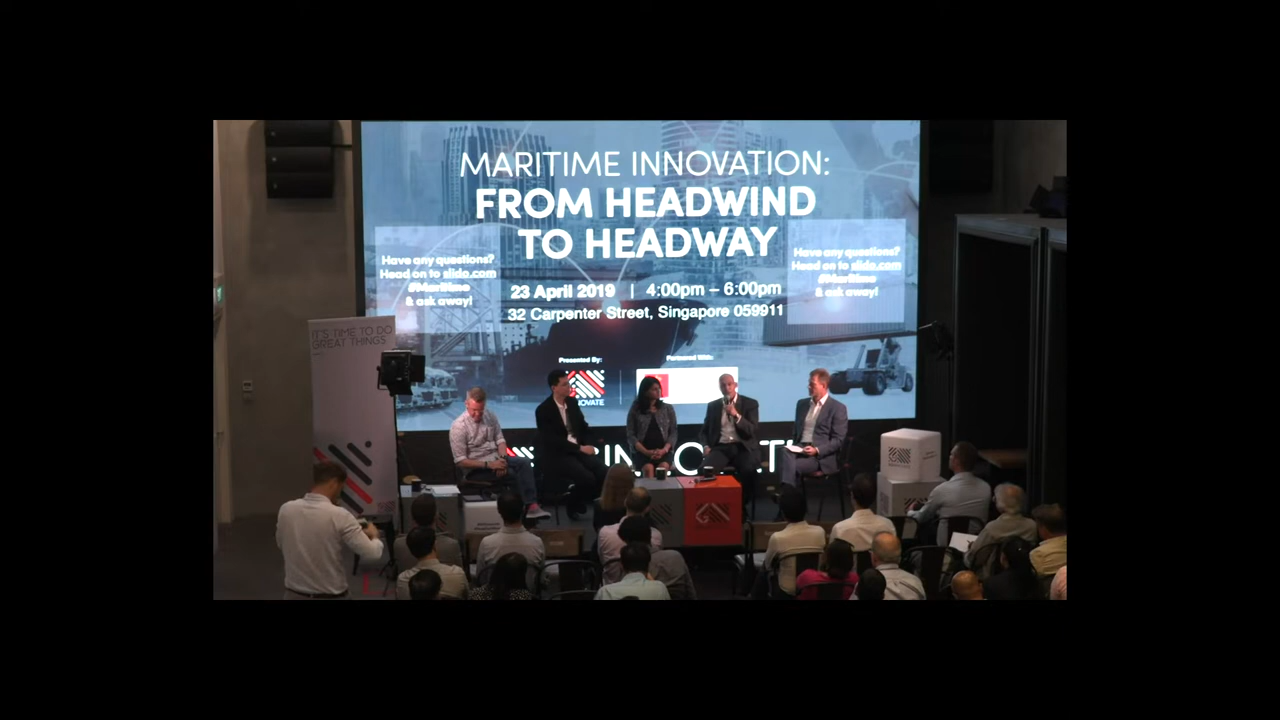 MARITIME INNOVATION:
FROM HEADWIND
TO HEADWAY
Have any questions?
Head on to slido.com
#Maritime
& ask away!
Have any questions?
Head on to slido.com
#Maritime
& ask away!
23 April 2019 | 4:00pm – 6:00pm
32 Carpenter Street, Singapore 059911
Presented By:
Partnered With:
IT'S TIME TO DO
GREAT THINGS